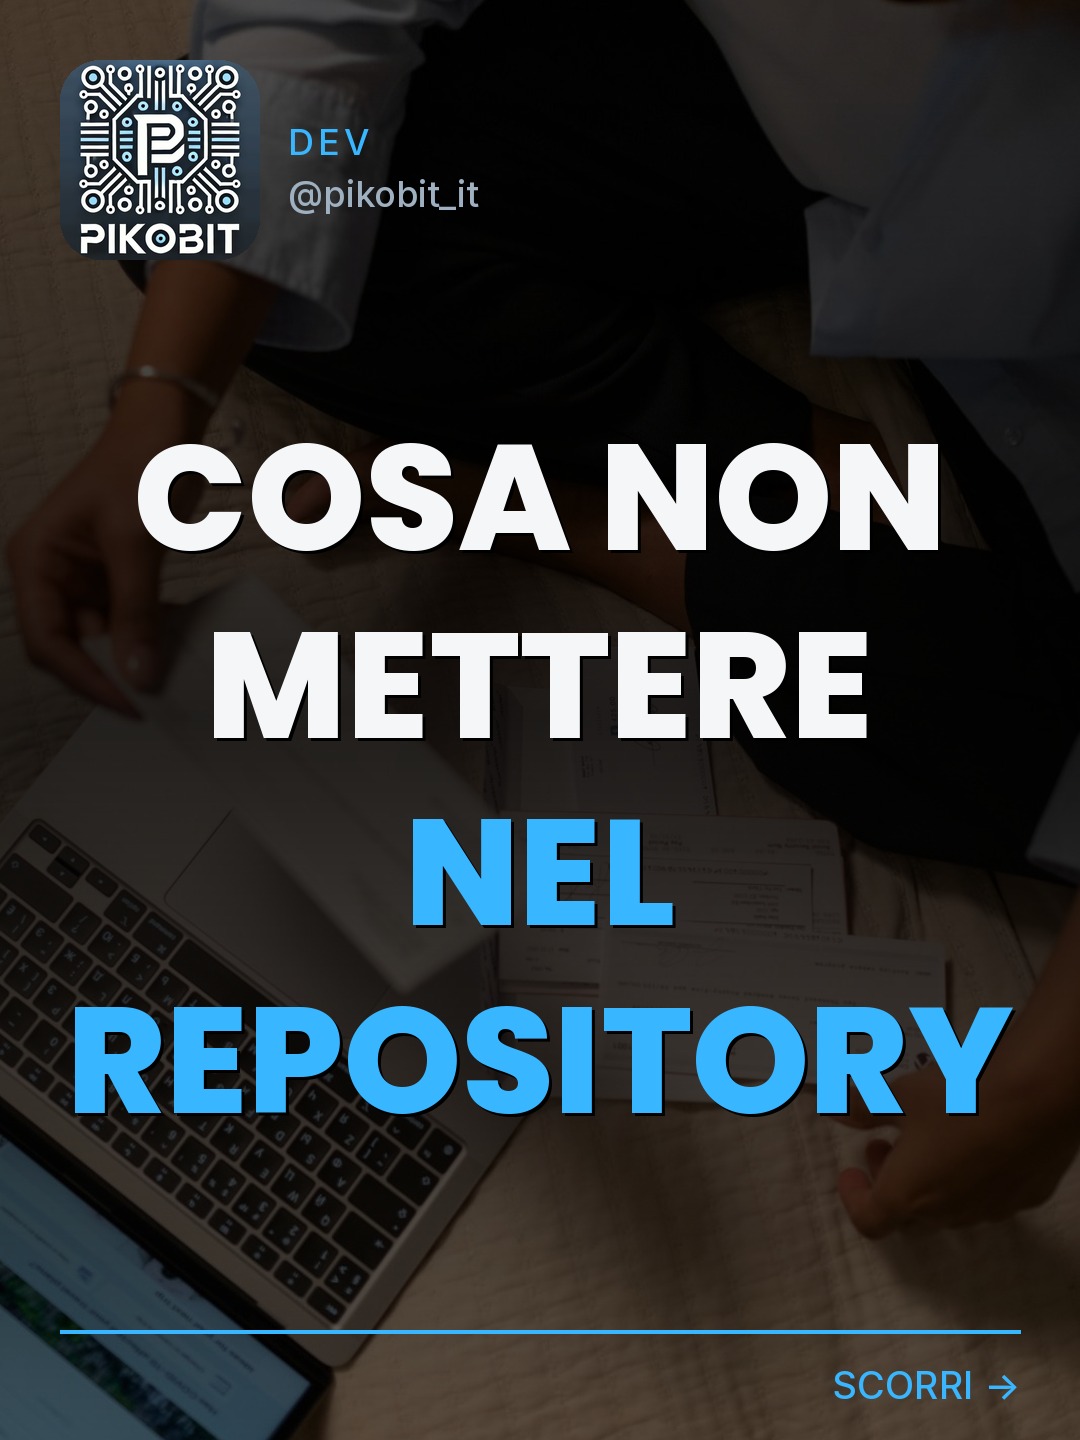 PIKOBIT
DEV
@pikobit_it
COSA NON
METTERE
NEL
REPOSITORY
SCORRI →